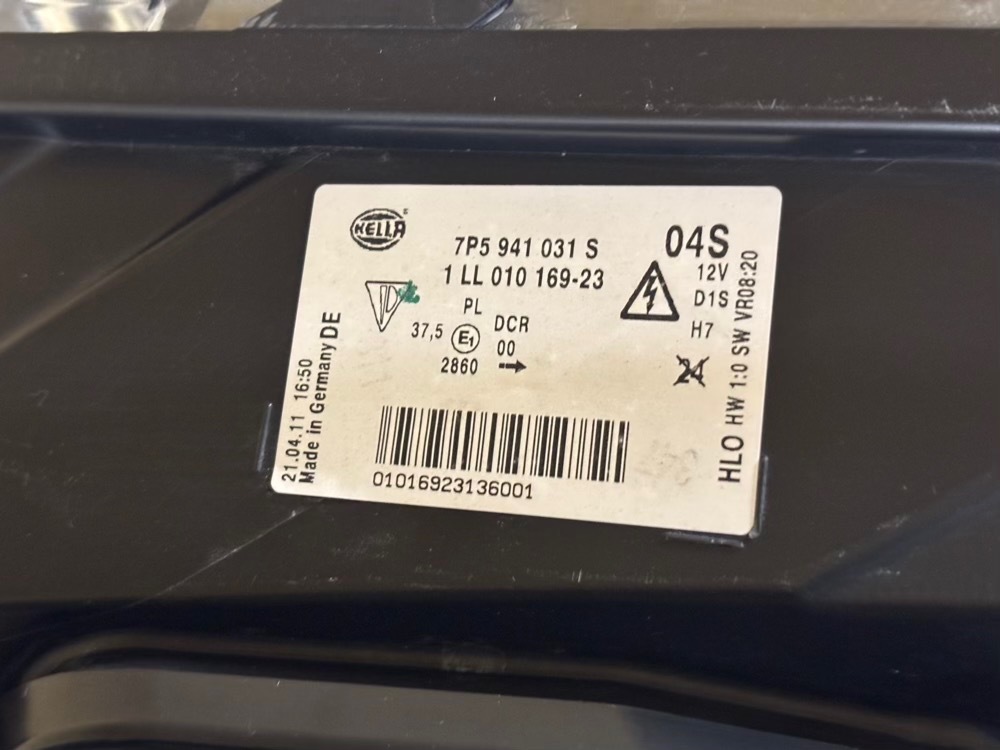 HELLA
7P5 941 031 S
1 LL 010 169-23
04S
12V
D1S
H7
PL
37,5
E1
DCR
00
2860
24
01016923136001
21.04.11 16:50
Made in Germany DE
HLO HW 1:0 SW VR08:20